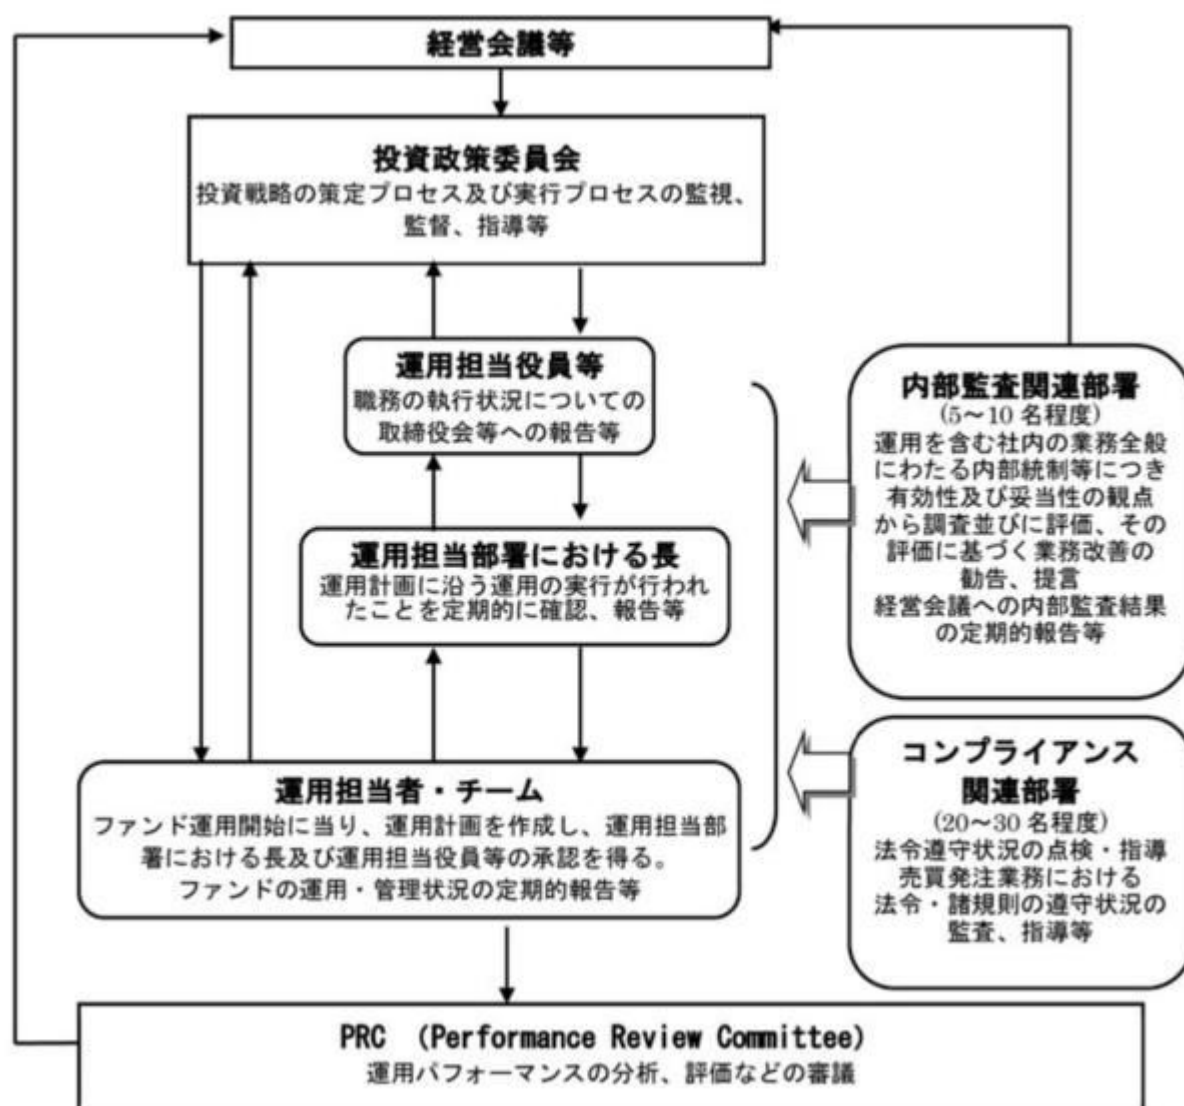 経営会議等
投資政策委員会
投資戦略の策定プロセス及び実行プロセスの監視、
監督、指導等
運用担当役員等
職務の執行状況についての
取締役会等への報告等
運用担当部署における長
運用計画に沿う運用の実行が行われ
たことを定期的に確認、報告等
運用担当者・チーム
ファンド運用開始に当り、運用計画を作成し、運用担当部
署における長及び運用担当役員等の承認を得る。
ファンドの運用・管理状況の定期的報告等
内部監査関連部署
(5～10 名程度)
運用を含む社内の業務全般
にわたる内部統制等につき
有効性及び妥当性の観点
から調査並びに評価、その
評価に基づく業務改善の
勧告、提言
経営会議への内部監査結果
の定期的報告等
コンプライアンス
関連部署
(20～30 名程度)
法令遵守状況の点検・指導
売買発注業務における
法令・諸規則の遵守状況の
監査、指導等
PRC （Performance Review Committee）
運用パフォーマンスの分析、評価などの審議